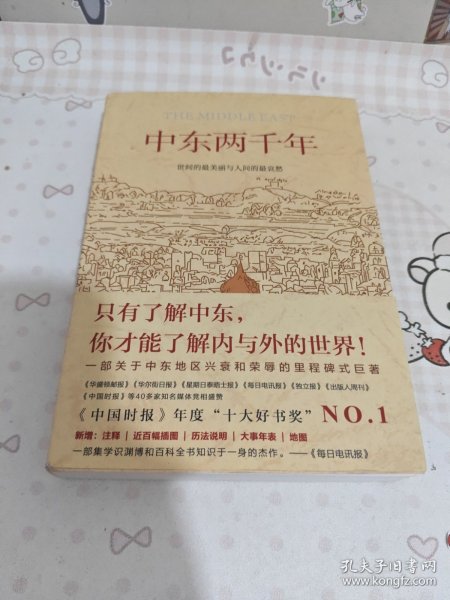 THE MIDDLE EAST
中东两千年
世间的最美丽与人间的最哀愁
只有了解中东，
你才能了解内与外的世界！
一部关于中东地区兴衰和荣辱的里程碑式巨著
《华盛顿邮报》《华尔街日报》《星期日泰晤士报》《每日电讯报》《独立报》《出版人周刊》
《中国时报》等40多家知名媒体竞相盛赞
《中国时报》年度“十大好书奖” NO.1
新增：注释 | 近百幅插图 | 历法说明 | 大事年表 | 地图
一部集学识渊博和百科全书知识于一身的杰作。——《每日电讯报》
孔夫子旧书网
www.kongfz.com